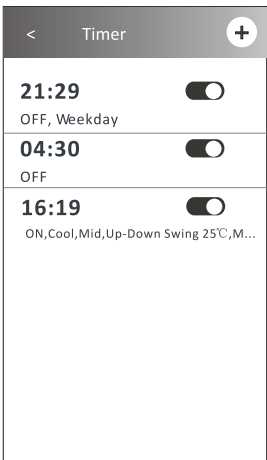 < Timer +
21:29
OFF, Weekday
04:30
OFF
16:19
ON,Cool,Mid,Up-Down Swing 25℃,M...